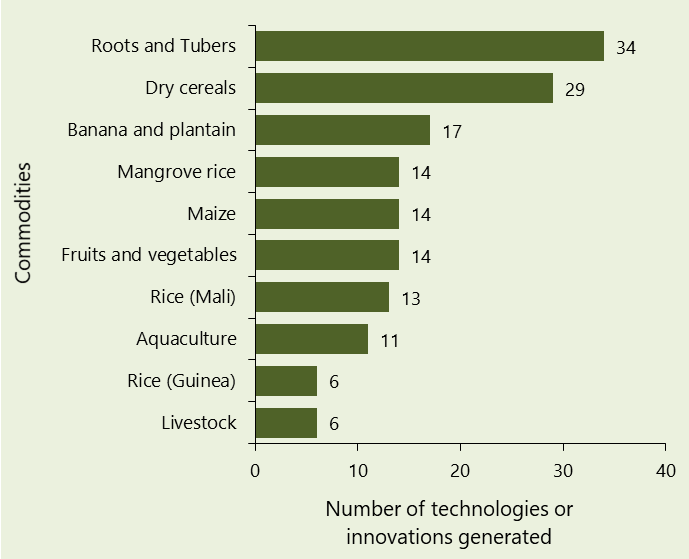 Commodities
Roots and Tubers 34
Dry cereals 29
Banana and plantain 17
Mangrove rice 14
Maize 14
Fruits and vegetables 14
Rice (Mali) 13
Aquaculture 11
Rice (Guinea) 6
Livestock 6
0 10 20 30 40
Number of technologies or
innovations generated